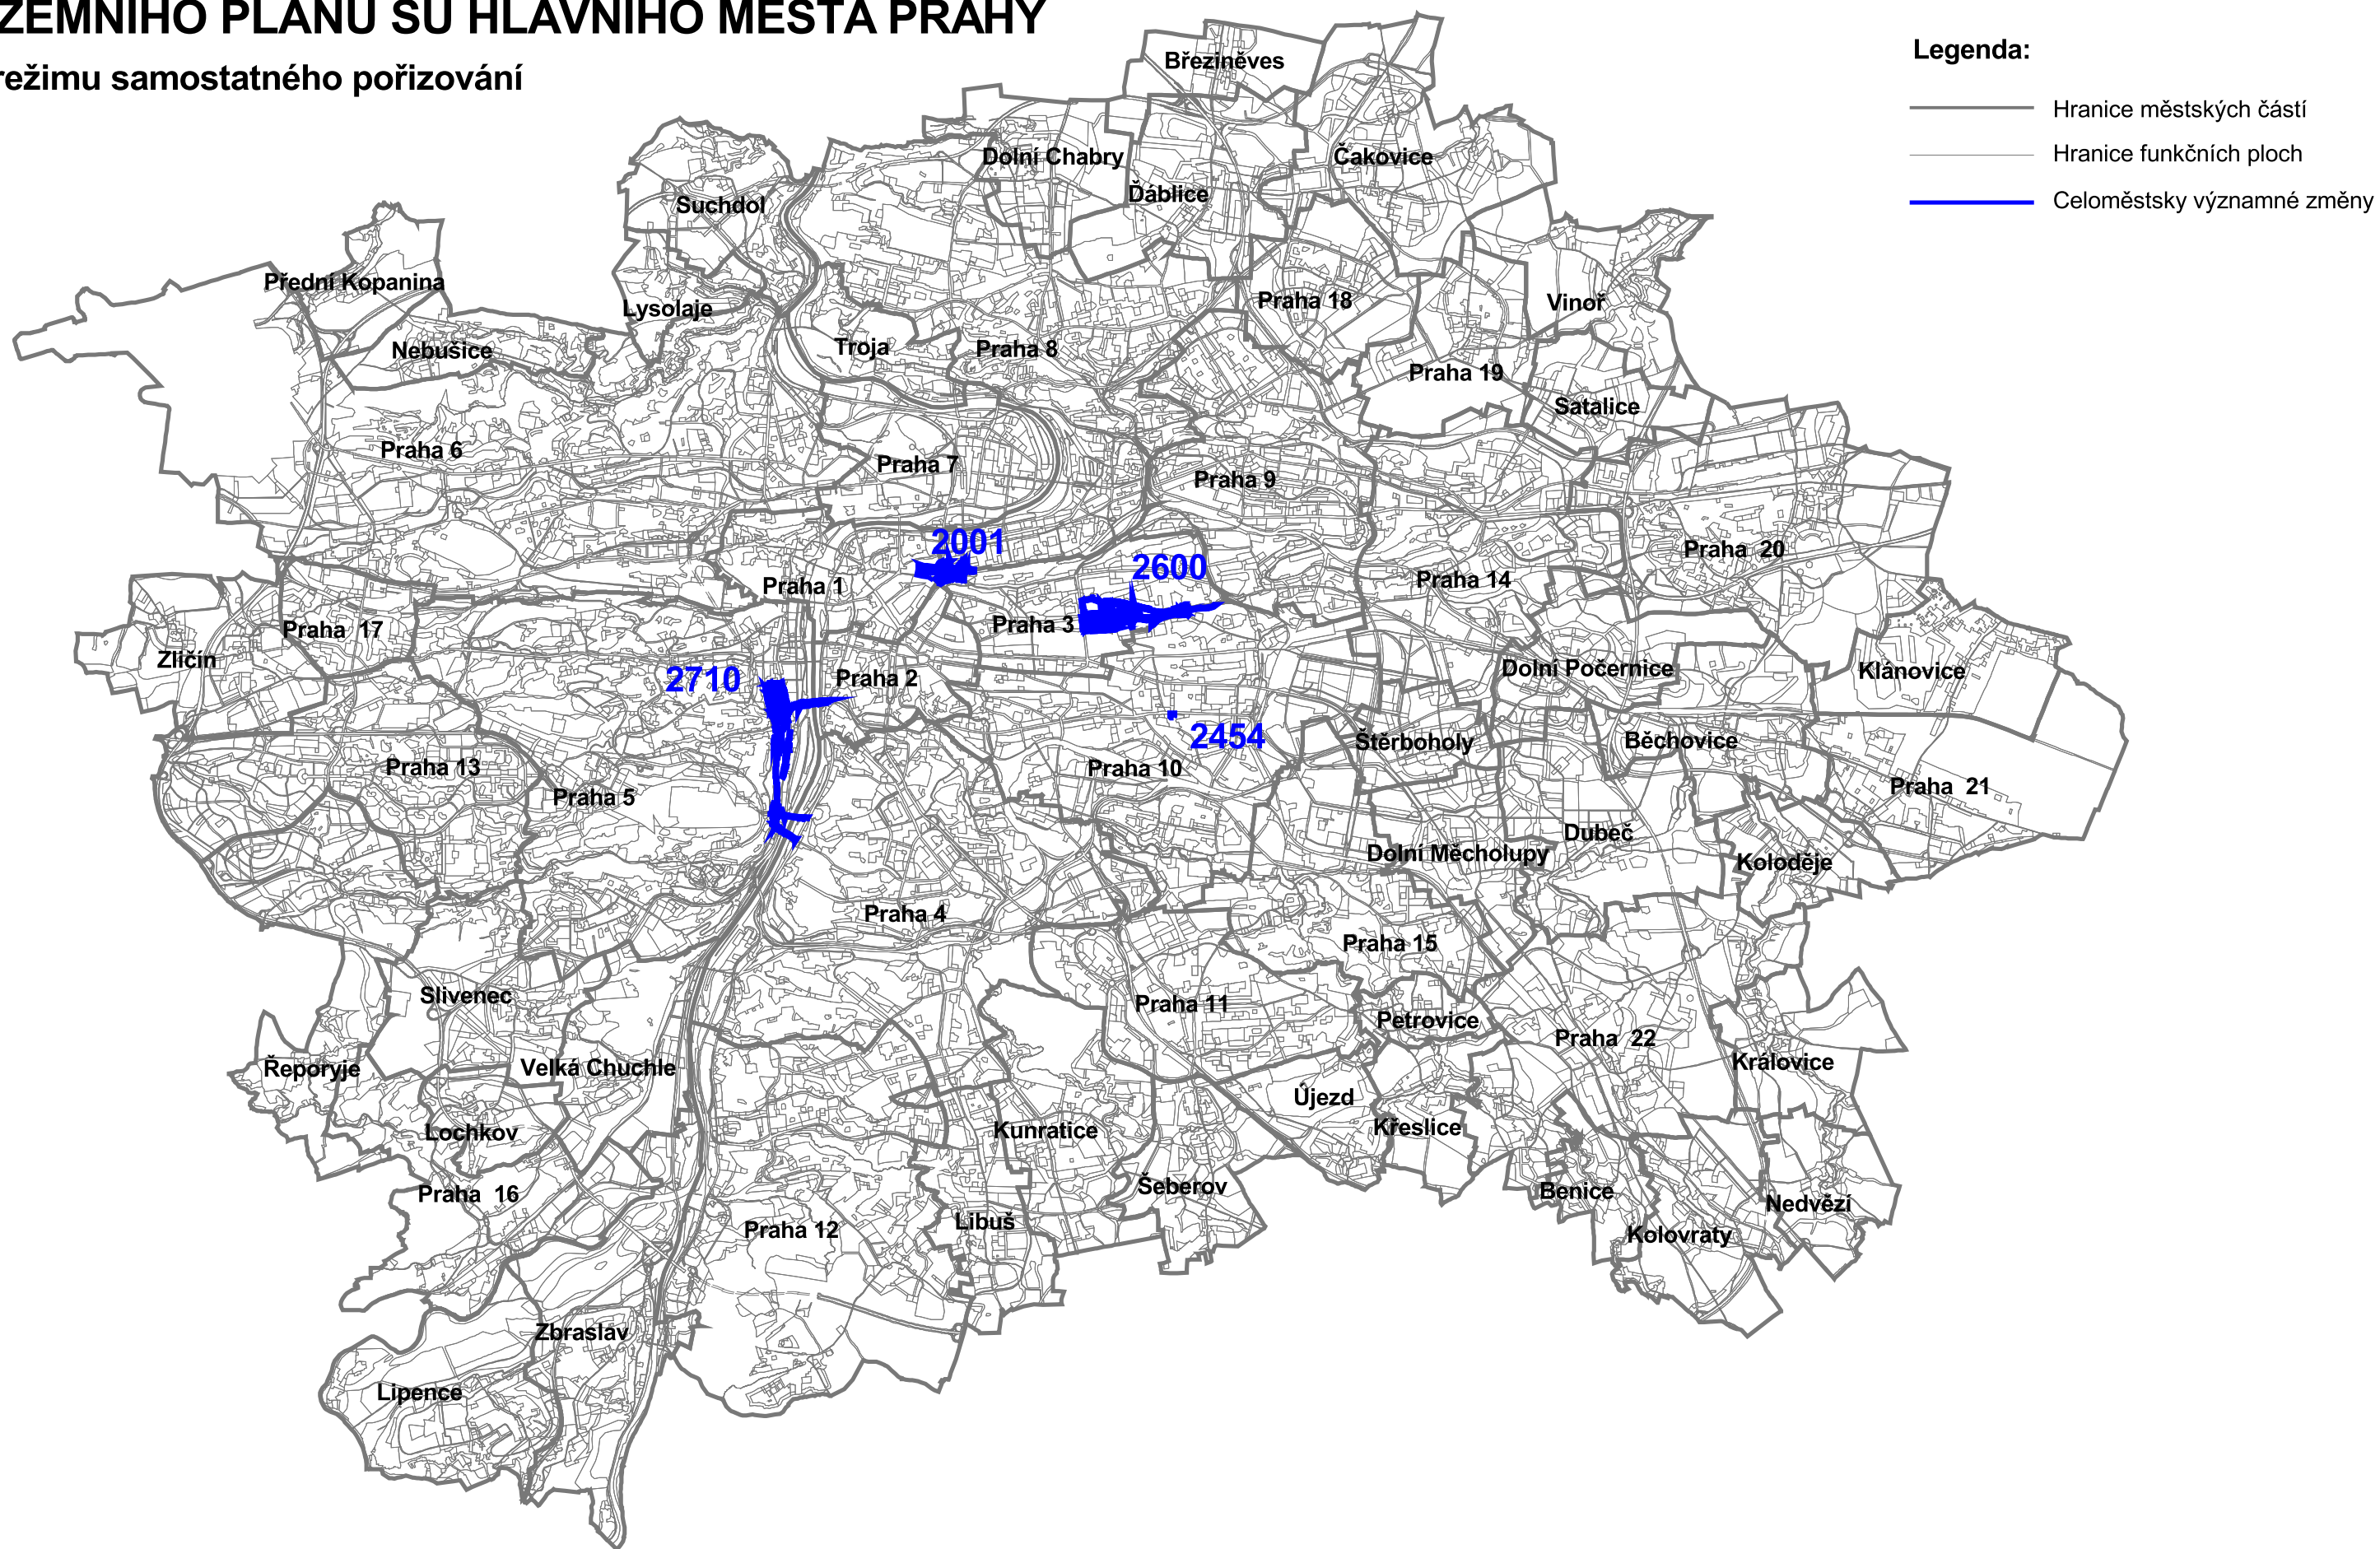 ZEMNÍHO PLÁNU SÚ HLAVNÍHO MĚSTA PRAHY
režimu samostatného pořizování
Legenda:
Hranice městských částí
Hranice funkčních ploch
Celoměstsky významné změny
Březiněves
Dolní Chabry
Čakovice
Ďáblice
Suchdol
Přední Kopanina
Lysolaje
Praha 18
Vinoř
Nebušice
Troja
Praha 8
Praha 19
Satalice
Praha 6
Praha 7
Praha 9
2001
Praha 20
2600
Praha 14
Praha 1
Praha 3
Praha 17
Zličín
Dolní Počernice
Klánovice
2710
Praha 2
2454
Štěrboholy
Běchovice
Praha 13
Praha 10
Praha 21
Praha 5
Dubeč
Dolní Měcholupy
Koloděje
Praha 4
Praha 15
Slivenec
Praha 11
Petrovice
Praha 22
Královice
Řeporyje
Velká Chuchle
Újezd
Křeslice
Lochkov
Kunratice
Praha 16
Šeberov
Benice
Nedvězí
Libuš
Praha 12
Kolovraty
Zbraslav
Lipence